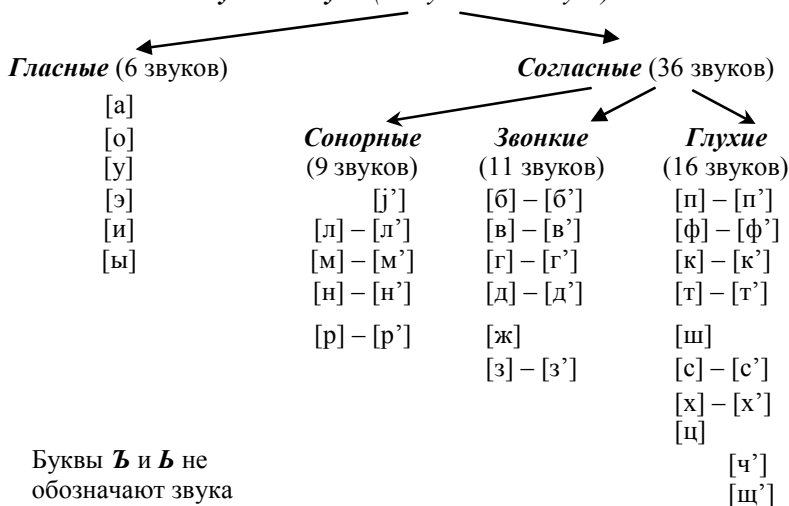 Гласные (6 звуков)
[а]
[о]
[у]
[э]
[и]
[ы]
Согласные (36 звуков)
Сонорные
(9 звуков)
[j’]
[л] – [л’]
[м] – [м’]
[н] – [н’]
[р] – [р’]
Звонкие
(11 звуков)
[б] – [б’]
[в] – [в’]
[г] – [г’]
[д] – [д’]
[ж]
[з] – [з’]
Глухие
(16 звуков)
[п] – [п’]
[ф] – [ф’]
[к] – [к’]
[т] – [т’]
[ш]
[с] – [с’]
[х] – [х’]
[ц]
[ч’]
[щ’]
Буквы Ъ и Ь не
обозначают звука